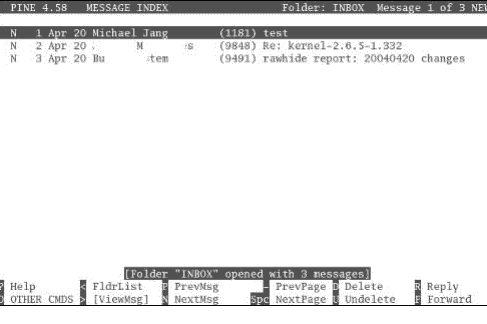 PINE 4.58 MESSAGE INDEX Folder: INBOX Message 1 of 3 NEW
N 1 Apr 20 Michael Jang (1181) test
N 2 Apr 20 M s (9848) Re: kernel-2.6.5-1.332
N 3 Apr 20 Bu stem (9491) rawhide report: 20040420 changes
[Folder "INBOX" opened with 3 messages]
? Help < FldrList P PrevMsg - PrevPage D Delete R Reply
O OTHER CMDS > [ViewMsg] N NextMsg Spc NextPage U Undelete F Forward